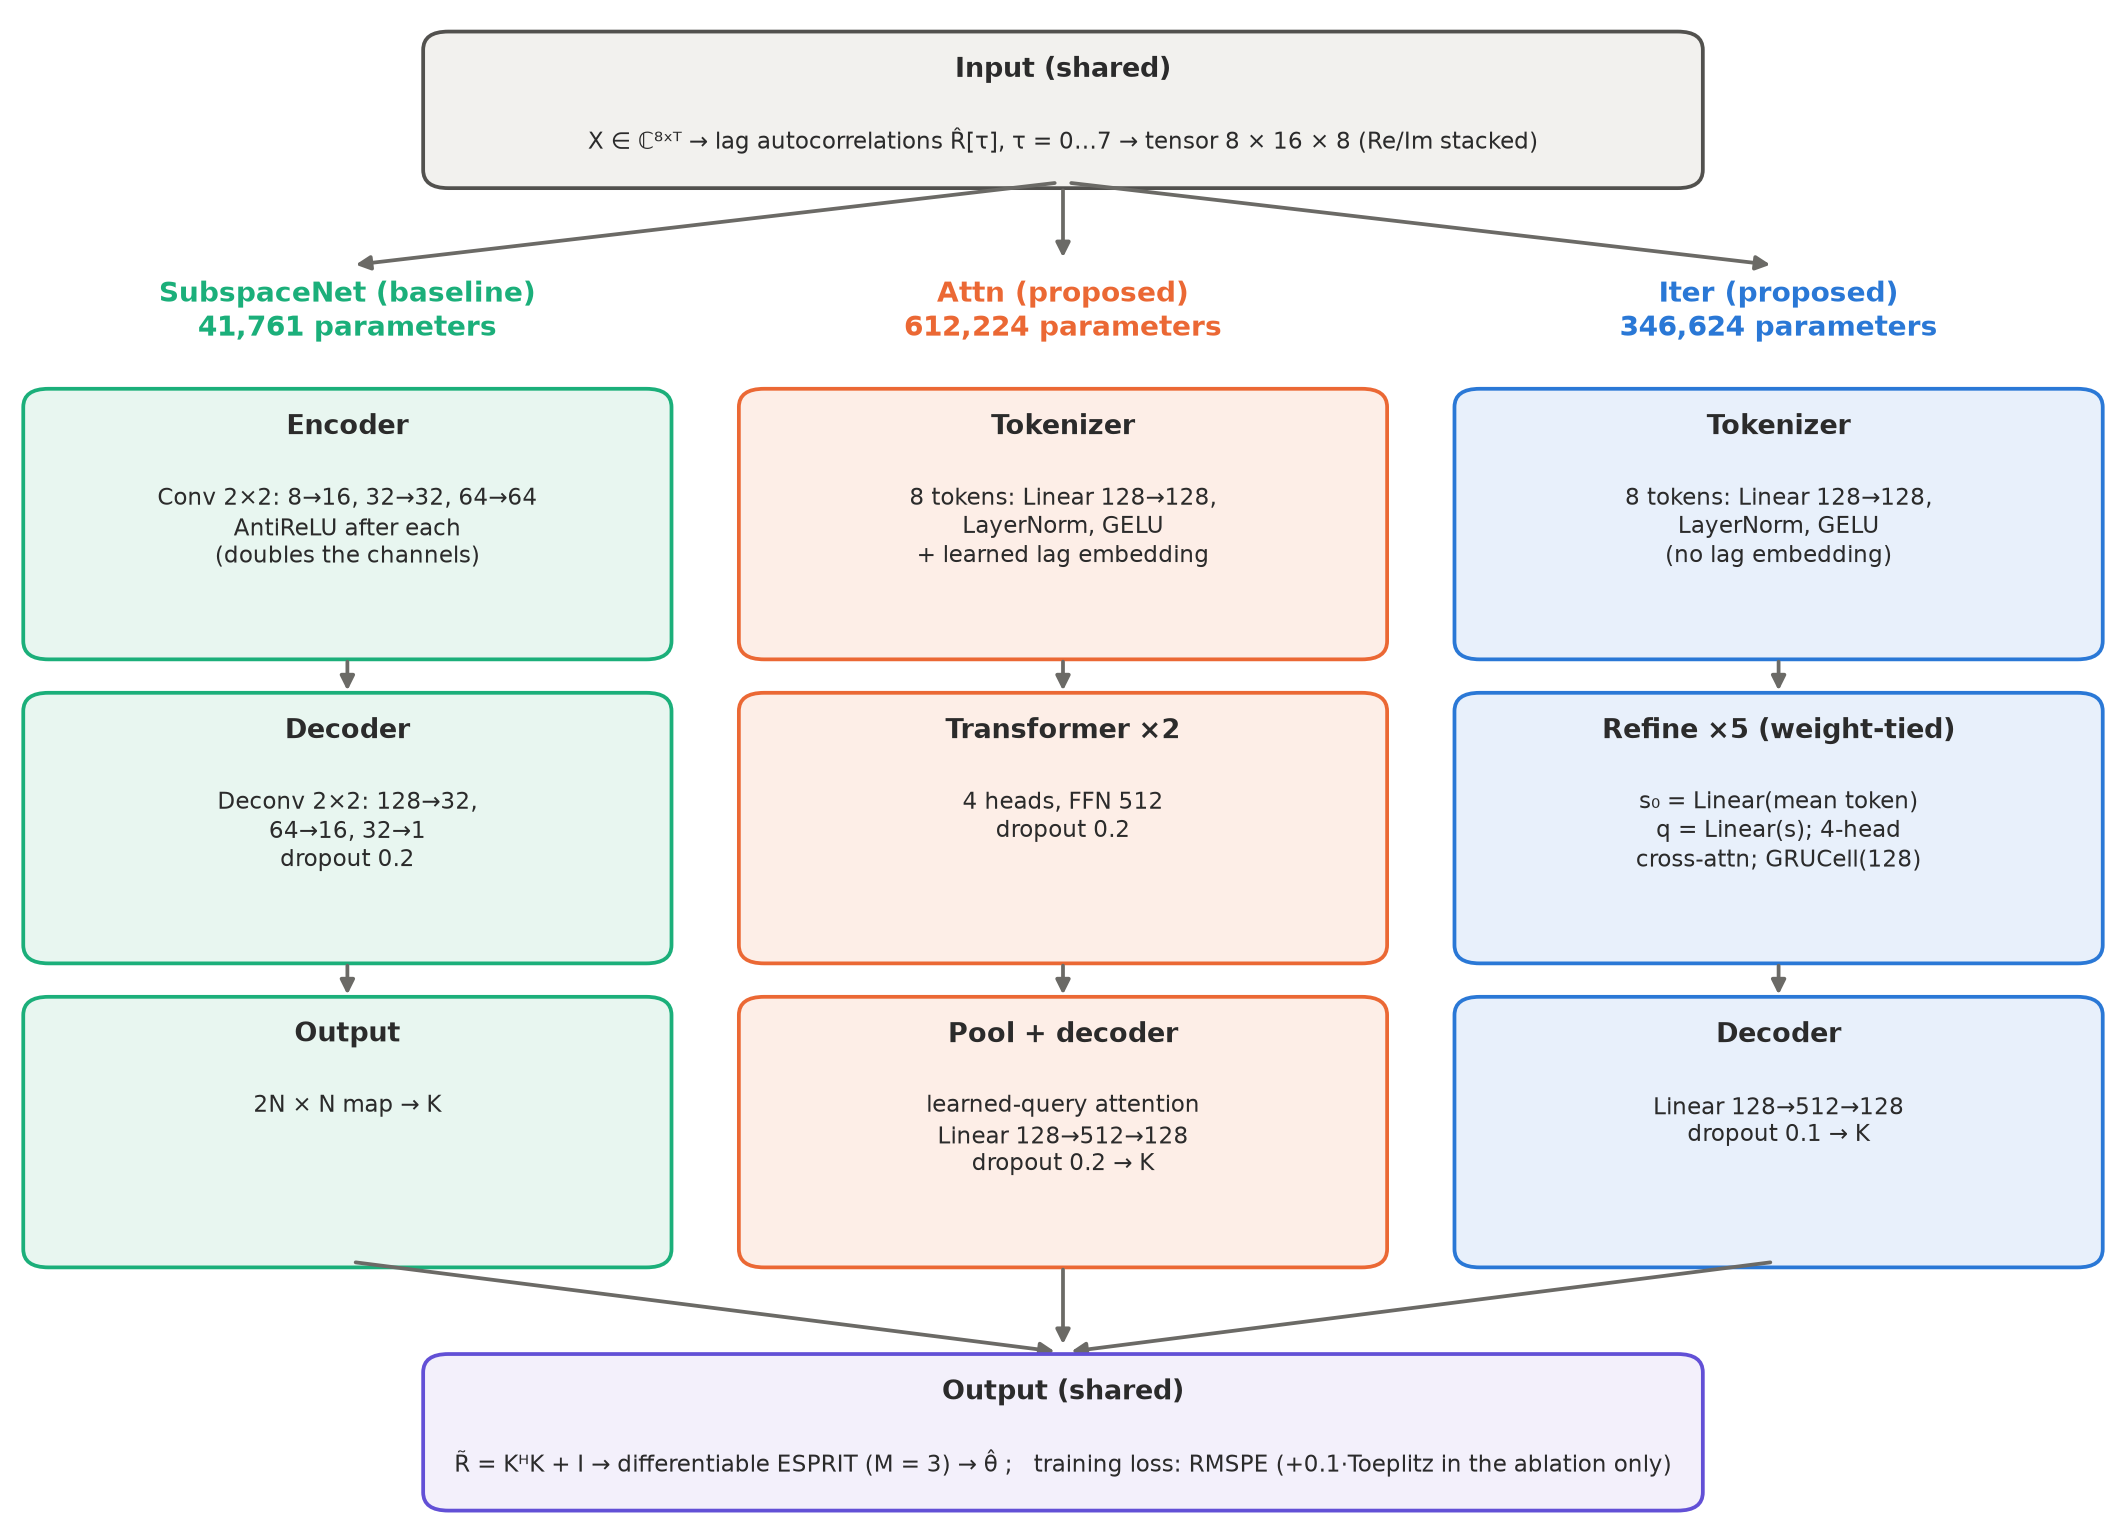 Input (shared)
X ∈ ℂ⁸ˣᵀ → lag autocorrelations R̂[τ], τ = 0…7 → tensor 8 × 16 × 8 (Re/Im stacked)
SubspaceNet (baseline)
41,761 parameters
Attn (proposed)
612,224 parameters
Iter (proposed)
346,624 parameters
Encoder
Conv 2×2: 8→16, 32→32, 64→64
AntiReLU after each
(doubles the channels)
Tokenizer
8 tokens: Linear 128→128,
LayerNorm, GELU
+ learned lag embedding
Tokenizer
8 tokens: Linear 128→128,
LayerNorm, GELU
(no lag embedding)
Decoder
Deconv 2×2: 128→32,
64→16, 32→1
dropout 0.2
Transformer ×2
4 heads, FFN 512
dropout 0.2
Refine ×5 (weight-tied)
s₀ = Linear(mean token)
q = Linear(s); 4-head
cross-attn; GRUCell(128)
Output
2N × N map → K
Pool + decoder
learned-query attention
Linear 128→512→128
dropout 0.2 → K
Decoder
Linear 128→512→128
dropout 0.1 → K
Output (shared)
R̃ = KᴴK + I → differentiable ESPRIT (M = 3) → θ̂ ; training loss: RMSPE (+0.1·Toeplitz in the ablation only)